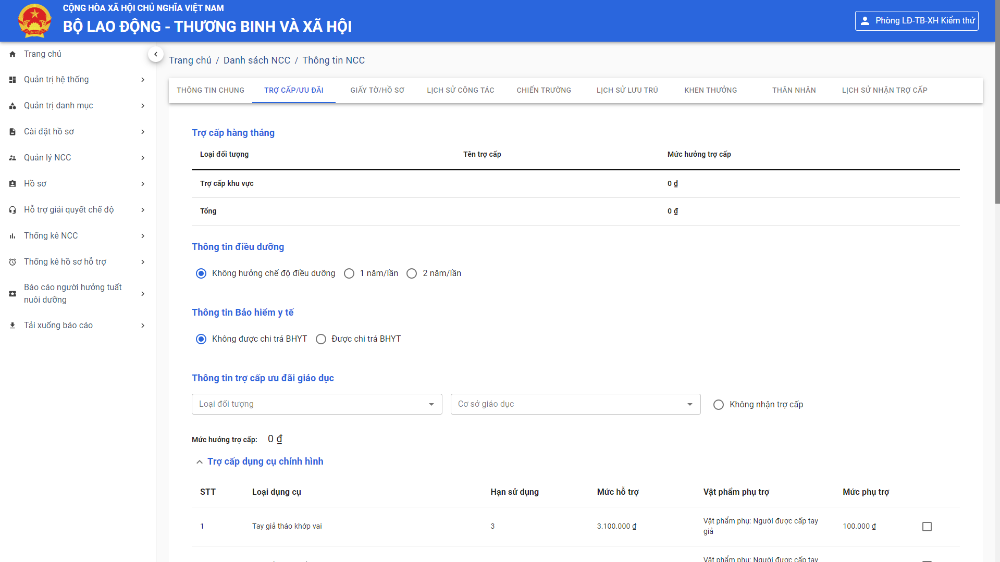 CỘNG HÒA XÃ HỘI CHỦ NGHĨA VIỆT NAM
BỘ LAO ĐỘNG - THƯƠNG BINH VÀ XÃ HỘI
Phòng LĐ-TB-XH Kiểm thử
Trang chủ
Quản trị hệ thống
Quản trị danh mục
Cài đặt hồ sơ
Quản lý NCC
Hồ sơ
Hỗ trợ giải quyết chế độ
Thống kê NCC
Thống kê hồ sơ hỗ trợ
Báo cáo người hưởng tuất
nuôi dưỡng
Tải xuống báo cáo
Trang chủ / Danh sách NCC / Thông tin NCC
THÔNG TIN CHUNG TRỢ CẤP/ƯU ĐÃI GIẤY TỜ/HỒ SƠ LỊCH SỬ CÔNG TÁC CHIẾN TRƯỜNG LỊCH SỬ LƯU TRÚ KHEN THƯỞNG THÂN NHÂN LỊCH SỬ NHẬN TRỢ CẤP
Trợ cấp hàng tháng
Loại đối tượng Tên trợ cấp Mức hưởng trợ cấp
Trợ cấp khu vực 0 ₫
Tổng 0 ₫
Thông tin điều dưỡng
Không hưởng chế độ điều dưỡng 1 năm/lần 2 năm/lần
Thông tin Bảo hiểm y tế
Không được chi trả BHYT Được chi trả BHYT
Thông tin trợ cấp ưu đãi giáo dục
Loại đối tượng Cơ sở giáo dục Không nhận trợ cấp
Mức hưởng trợ cấp: 0 ₫
Trợ cấp dụng cụ chỉnh hình
STT Loại dụng cụ Hạn sử dụng Mức hỗ trợ Vật phẩm phụ trợ Mức phụ trợ
1 Tay giả tháo khớp vai 3 3.100.000 ₫ Vật phẩm phụ: Người được cấp tay giả 100.000 ₫
Vật phẩm phụ: Người được cấp tay